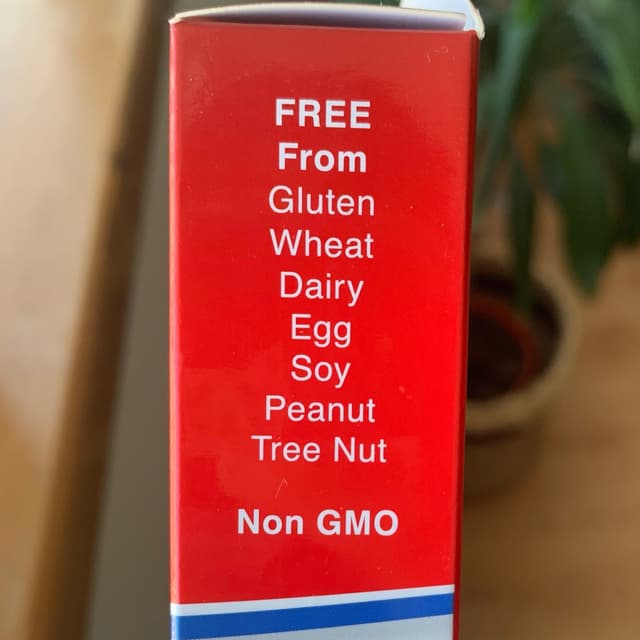 FREE
From
Gluten
Wheat
Dairy
Egg
Soy
Peanut
Tree Nut
Non GMO